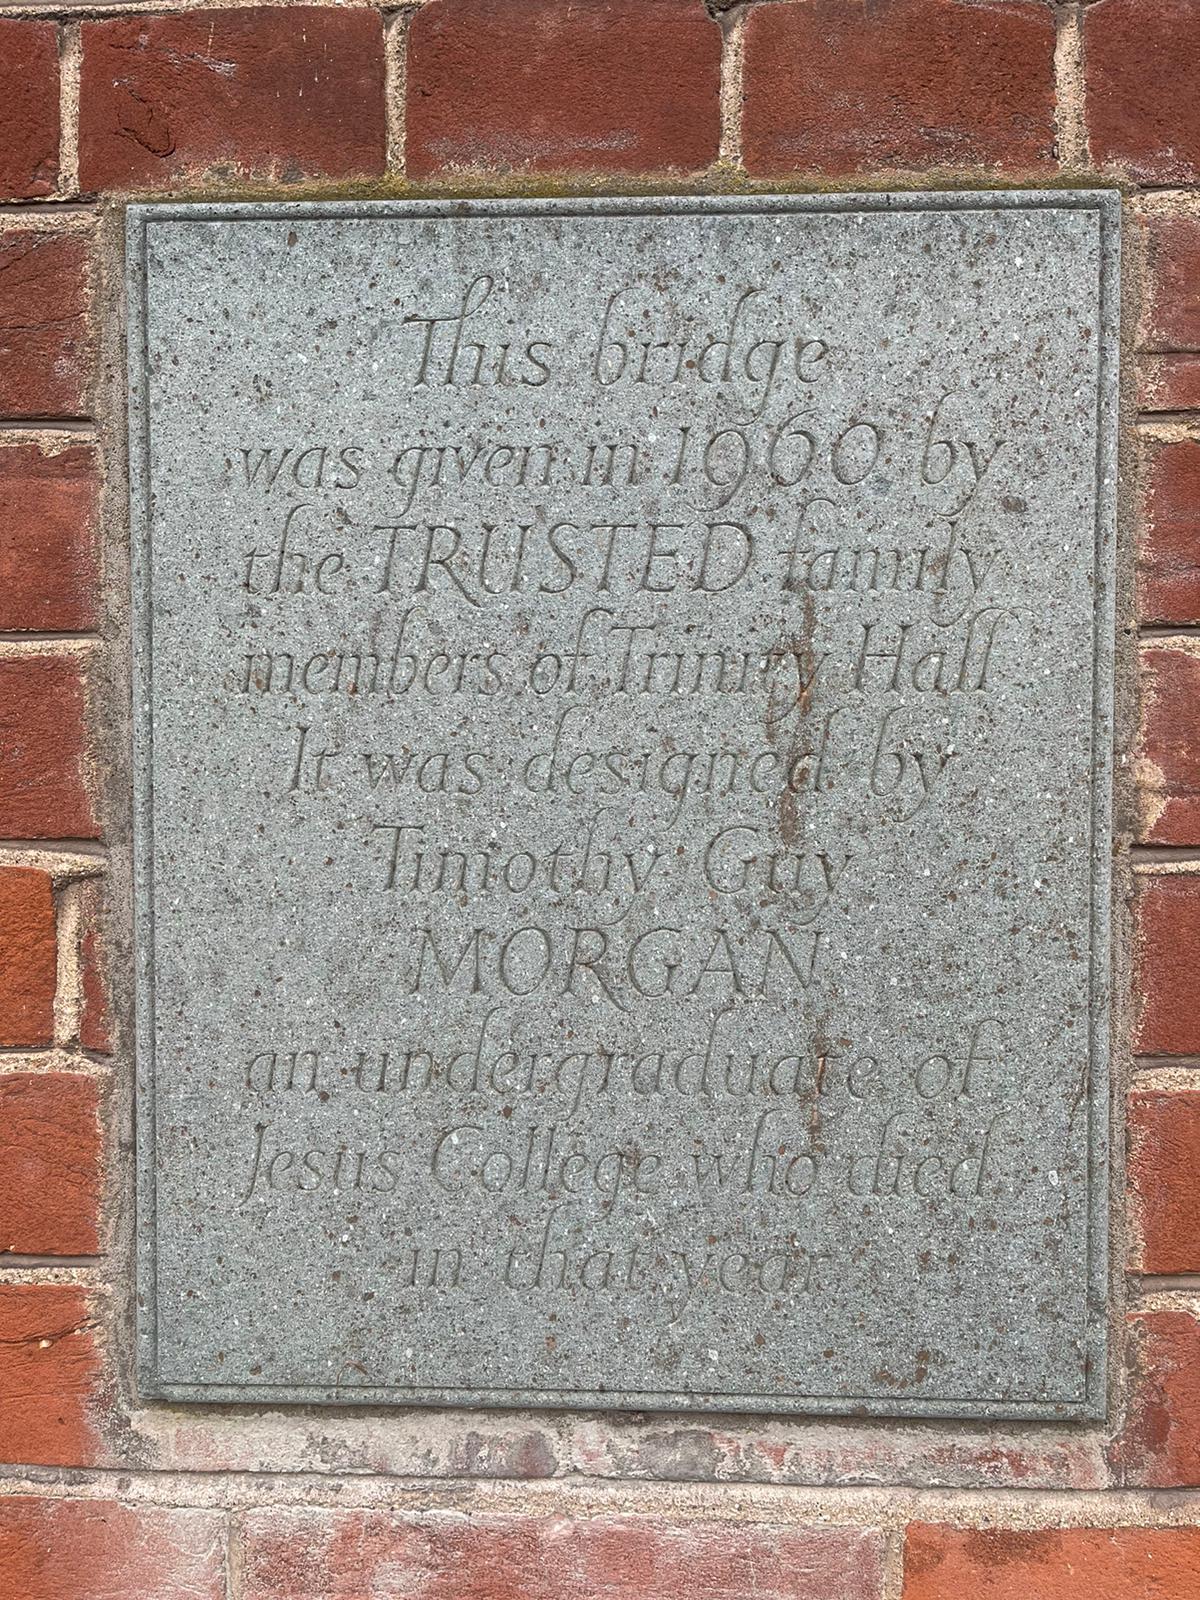 This bridge
was given in 1960 by
the TRUSTED family
members of Trinity Hall
It was designed by
Timothy Guy
MORGAN
an undergraduate of
Jesus College who died
in that year